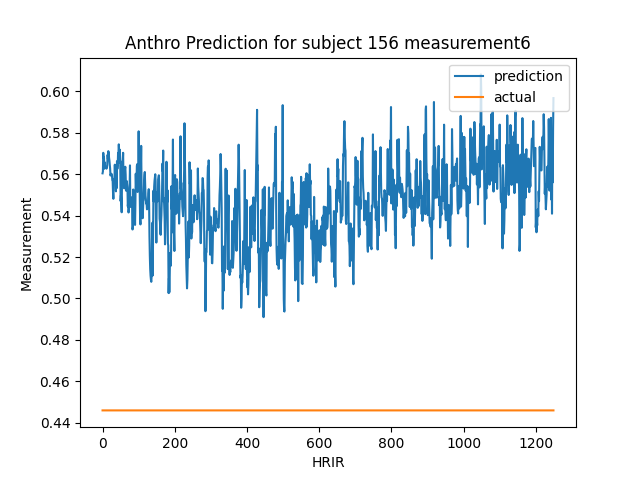 Anthro Prediction for subject 156 measurement6
prediction
actual
Measurement
0.60
0.58
0.56
0.54
0.52
0.50
0.48
0.46
0.44
0 200 400 600 800 1000 1200
HRIR